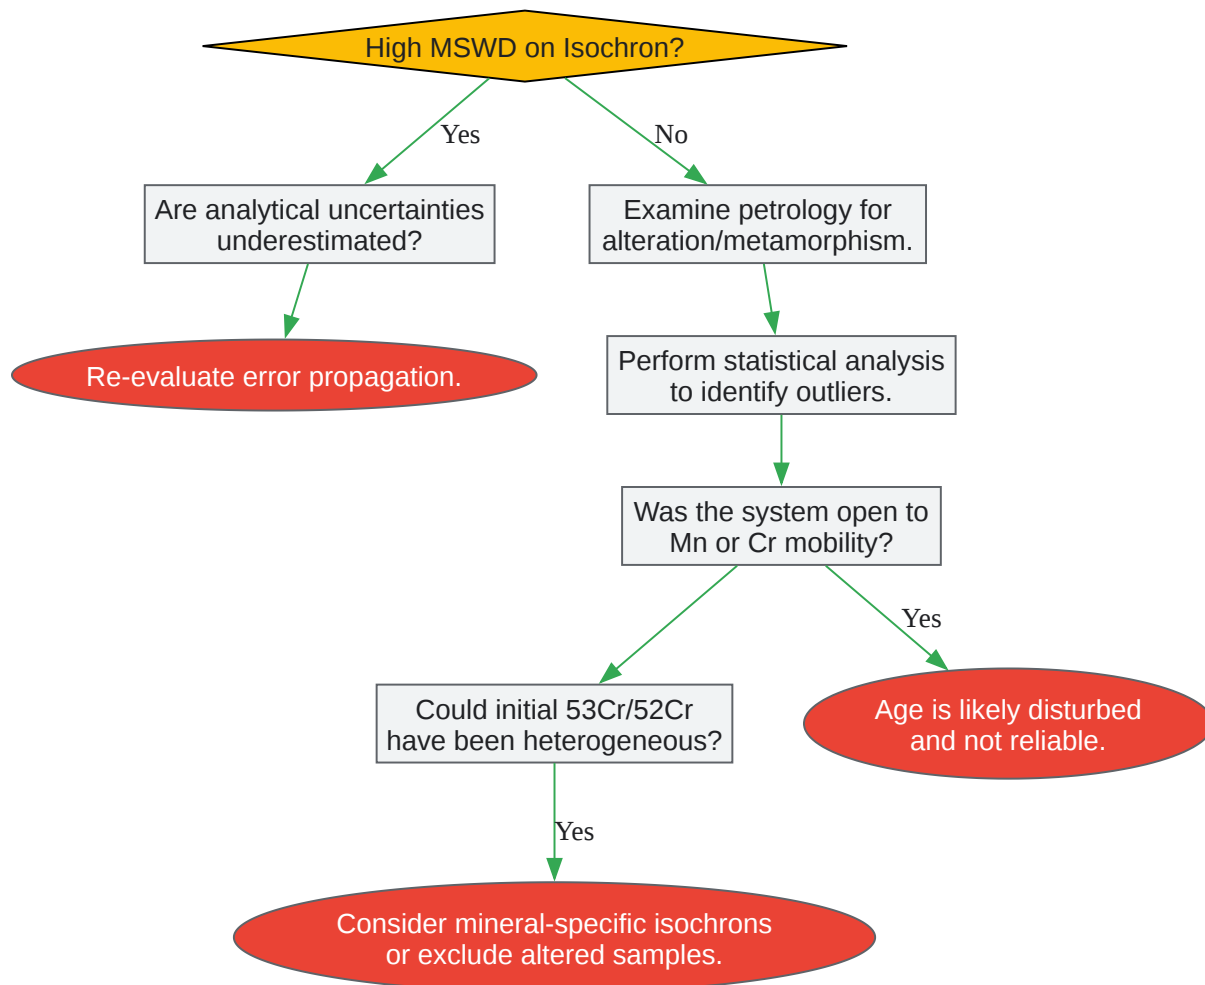 High MSWD on Isochron?
Yes
No
Are analytical uncertainties
underestimated?
Examine petrology for
alteration/metamorphism.
Re-evaluate error propagation.
Perform statistical analysis
to identify outliers.
Was the system open to
Mn or Cr mobility?
Yes
Could initial 53Cr/52Cr
have been heterogeneous?
Age is likely disturbed
and not reliable.
Yes
Consider mineral-specific isochrons
or exclude altered samples.